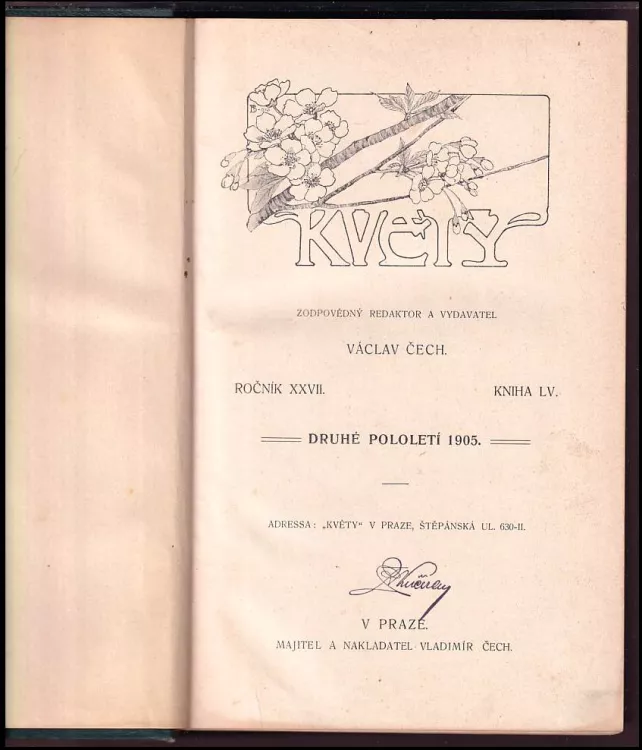 KVĚTY
ZODPOVĚDNÝ REDAKTOR A VYDAVATEL
VÁCLAV ČECH.
ROČNÍK XXVII. KNIHA LV.
DRUHÉ POLOLETÍ 1905.
ADRESSA: „KVĚTY“ V PRAZE, ŠTĚPÁNSKÁ UL. 630-II.
V PRAZE.
MAJITEL A NAKLADATEL VLADIMÍR ČECH.